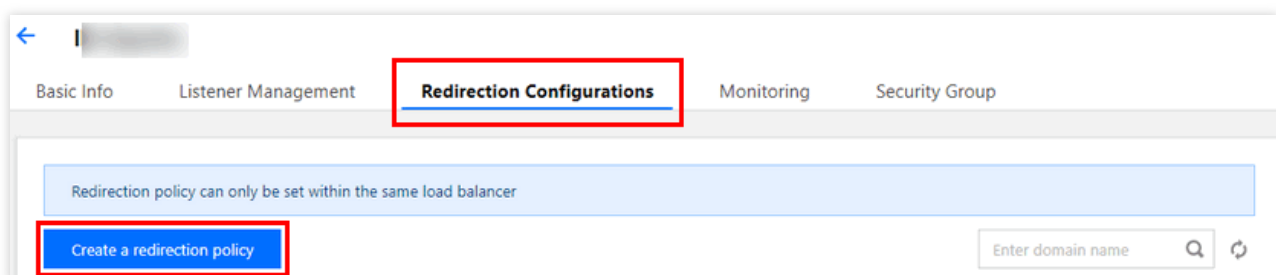 Basic Info Listener Management Redirection Configurations Monitoring Security Group
Redirection policy can only be set within the same load balancer
Create a redirection policy Enter domain name